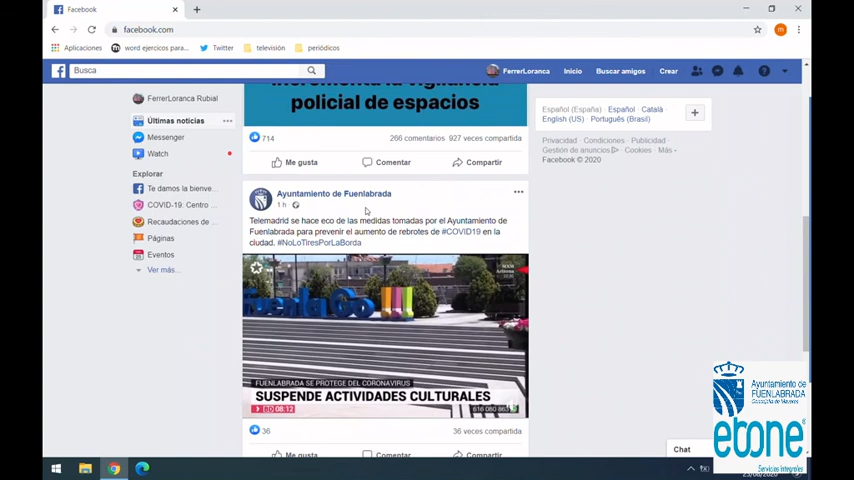 Facebook
facebook.com
Aplicaciones
word ejercicios para...
Twitter
televisión
periódicos
Busca
FerrerLoranca
Inicio
Buscar amigos
Crear
FerrerLoranca Rubial
Últimas noticias
Messenger
Watch
Explorar
Te damos la bienve...
COVID-19: Centro ...
Recaudaciones de ...
Páginas
Eventos
Ver más...
policial de espacios
714
266 comentarios 927 veces compartida
Me gusta
Comentar
Compartir
Ayuntamiento de Fuenlabrada
1 h
Telemadrid se hace eco de las medidas tomadas por el Ayuntamiento de
Fuenlabrada para prevenir el aumento de rebrotes de #COVID19 en la
ciudad. #NoLoTiresPorLaBorda
FUENLABRADA SE PROTEGE DEL CORONAVIRUS
SUSPENDE ACTIVIDADES CULTURALES
08:12
36
36 veces compartida
Me gusta
Comentar
Compartir
Español (España) · Español · Català ·
English (US) · Português (Brasil)
Privacidad · Condiciones · Publicidad ·
Gestión de anuncios · Cookies · Más
Facebook © 2020
Chat
Ayuntamiento de
FUENLABRADA
Concejalía de Mayores
ebone
Servicios Integrales